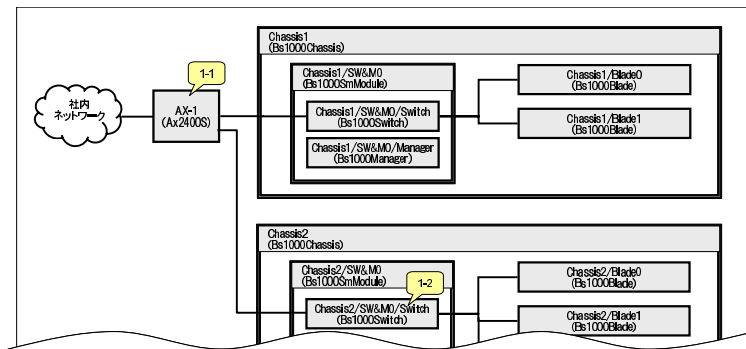 Chassis1
(Bs1000Chassis)
1-1
Chassis1/SW&M0
(Bs1000SmModule)
Chassis1/Blade0
(Bs1000Blade)
社内
ネットワーク
AX-1
(Ax2400S)
Chassis1/SW&M0/Switch
(Bs1000Switch)
Chassis1/Blade1
(Bs1000Blade)
Chassis1/SW&M0/Manager
(Bs1000Manager)
Chassis2
(Bs1000Chassis)
Chassis2/SW&M0
(Bs1000SmModule)
1-2
Chassis2/Blade0
(Bs1000Blade)
Chassis2/SW&M0/Switch
(Bs1000Switch)
Chassis2/Blade1
(Bs1000Blade)